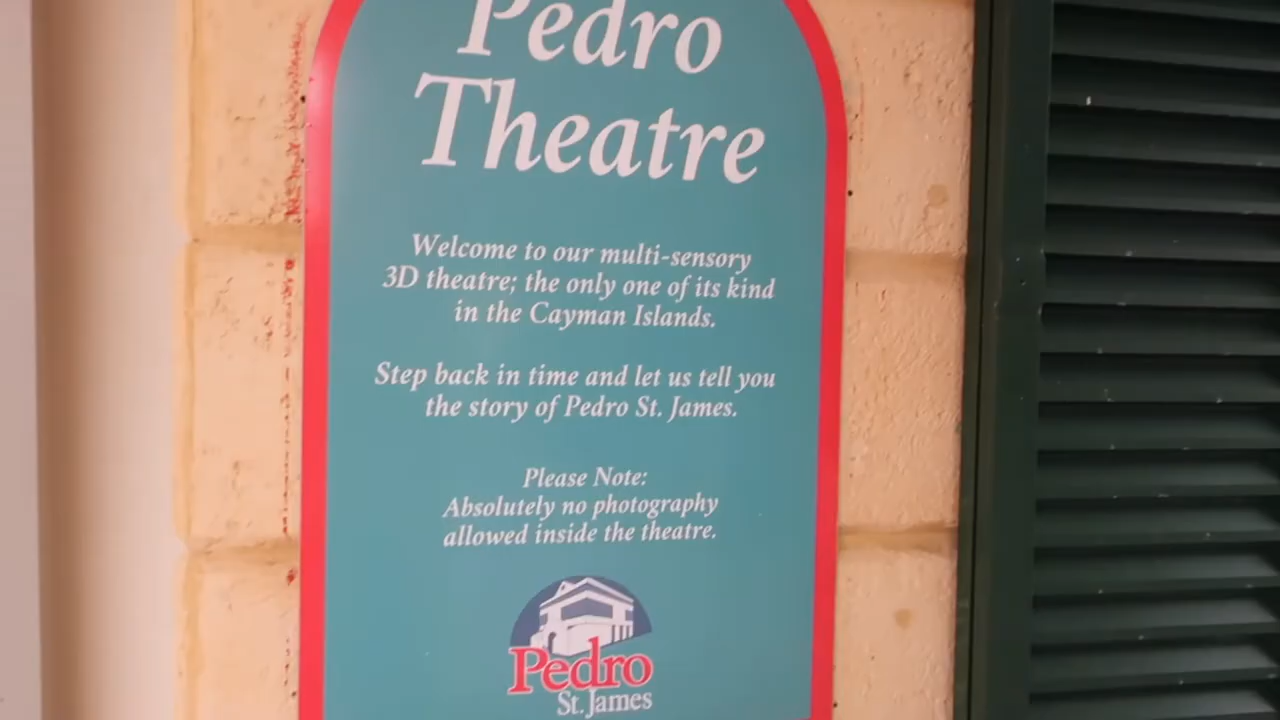 Pedro
Theatre
Welcome to our multi-sensory
3D theatre; the only one of its kind
in the Cayman Islands.
Step back in time and let us tell you
the story of Pedro St. James.
Please Note:
Absolutely no photography
allowed inside the theatre.
Pedro
St. James